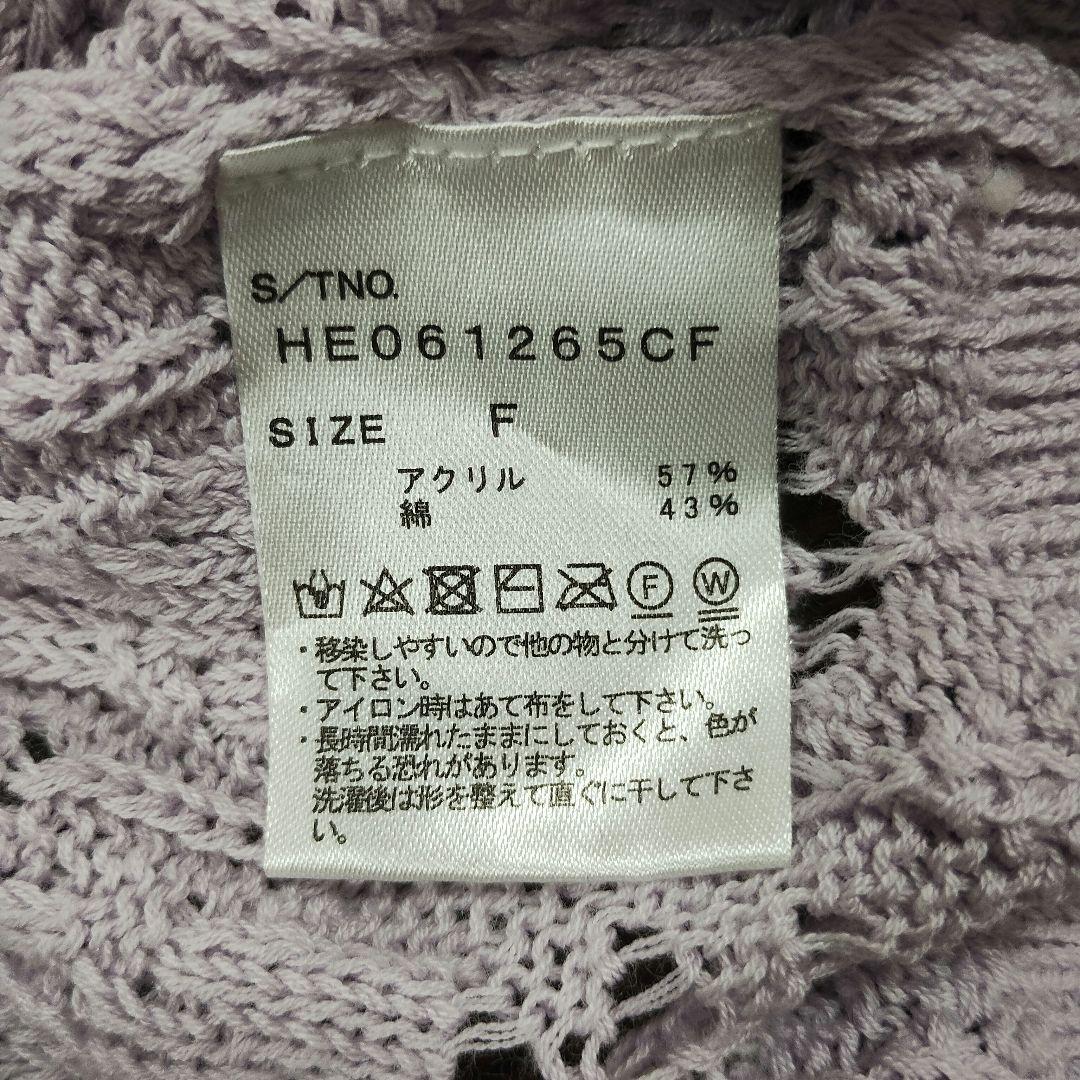 S/TNO.
HE061265CF
SIZE F
アクリル 57%
綿 43%
F W
・移染しやすいので他の物と分けて洗っ
て下さい。
・アイロン時はあて布をして下さい。
・長時間濡れたままにしておくと、色が
落ちる恐れがあります。
洗濯後は形を整えて直ぐに干して下さ
い。